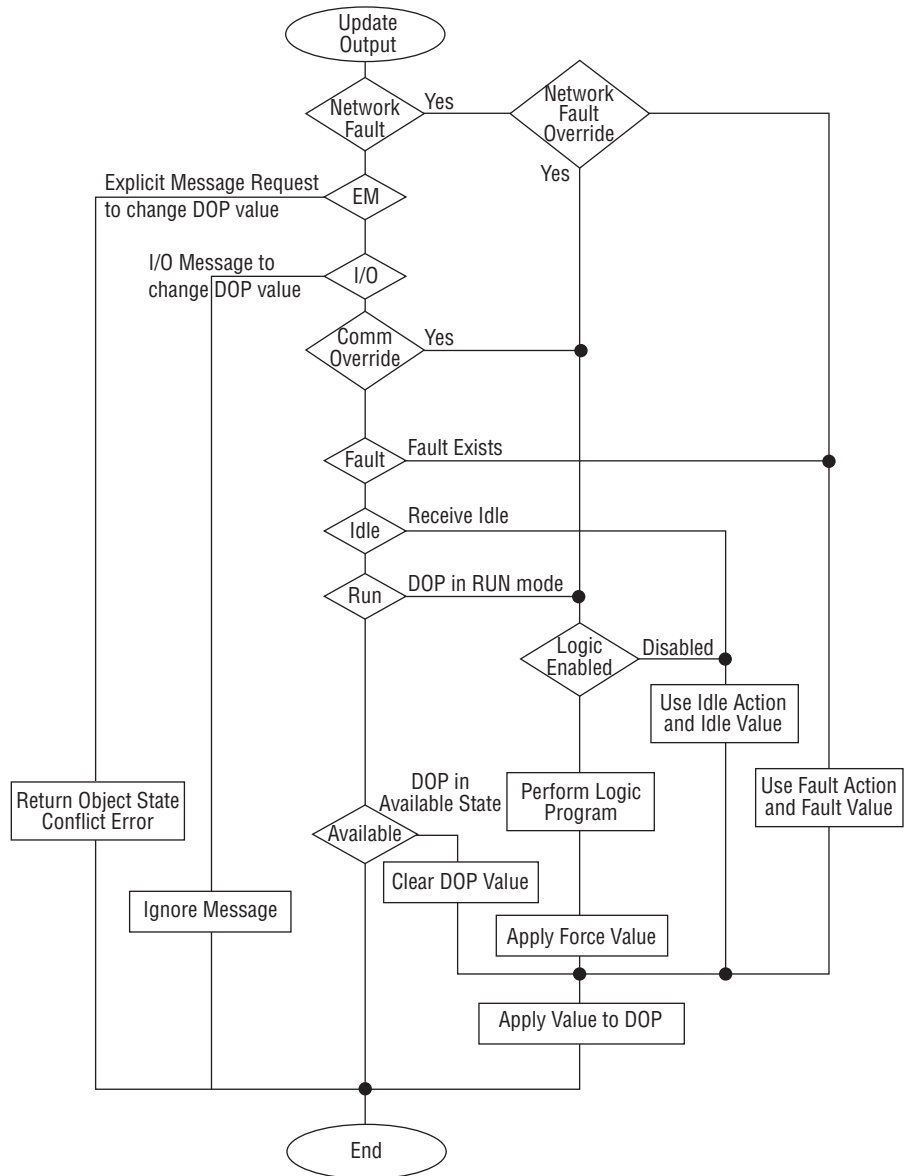 Update
Output
Network
Fault
Yes
Network
Fault
Override
Yes
Explicit Message Request
to change DOP value
EM
I/O Message to
change DOP value
I/O
Comm
Override
Yes
Fault
Fault Exists
Idle
Receive Idle
Run
DOP in RUN mode
Logic
Enabled
Disabled
Use Idle Action
and Idle Value
Return Object State
Conflict Error
DOP in
Available State
Available
Perform Logic
Program
Use Fault Action
and Fault Value
Clear DOP Value
Ignore Message
Apply Force Value
Apply Value to DOP
End